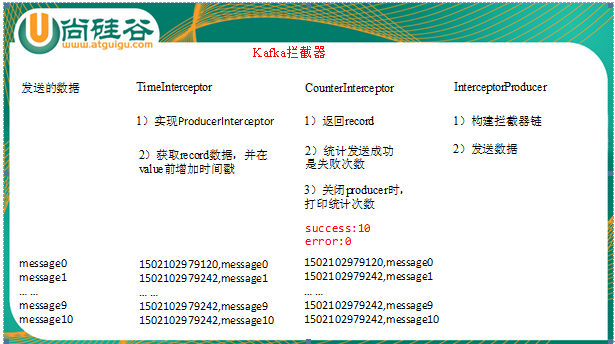 尚硅谷
www.atguigu.com
Kafka拦截器
发送的数据
TimeInterceptor
CounterInterceptor
InterceptorProducer
1）实现ProducerInterceptor
2）获取record数据，并在
value前增加时间戳
1）返回record
2）统计发送成功
是失败次数
3）关闭producer时，
打印统计次数
success:10
error:0
1）构建拦截器链
2）发送数据
message0
message1
... ...
message9
message10
1502102979120,message0
1502102979242,message1
... ...
1502102979242,message9
1502102979242,message10
1502102979120,message0
1502102979242,message1
... ...
1502102979242,message9
1502102979242,message10